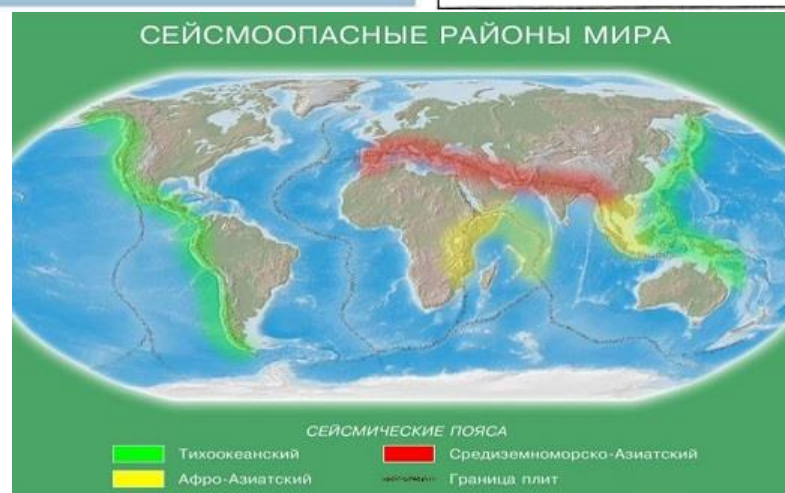 СЕЙСМООПАСНЫЕ РАЙОНЫ МИРА
СЕЙСМИЧЕСКИЕ ПОЯСА
Тихоокеанский
Средиземноморско-Азиатский
Афро-Азиатский
Граница плит